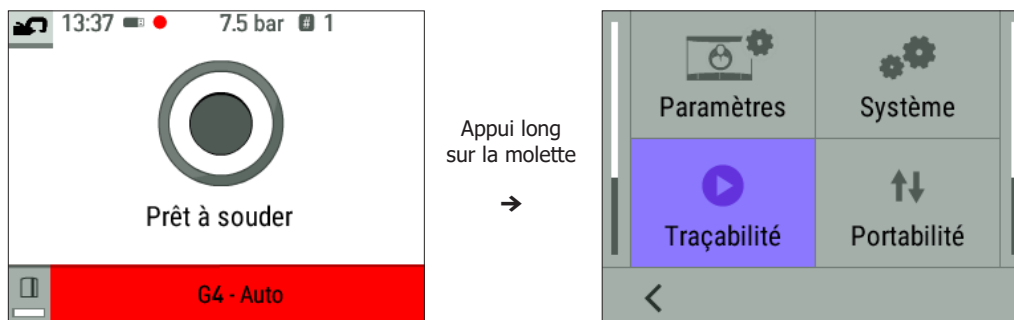 13:37 7.5 bar # 1
Prêt à souder
G4 - Auto
Appui long
sur la molette
→
Paramètres Système
Traçabilité Portabilité